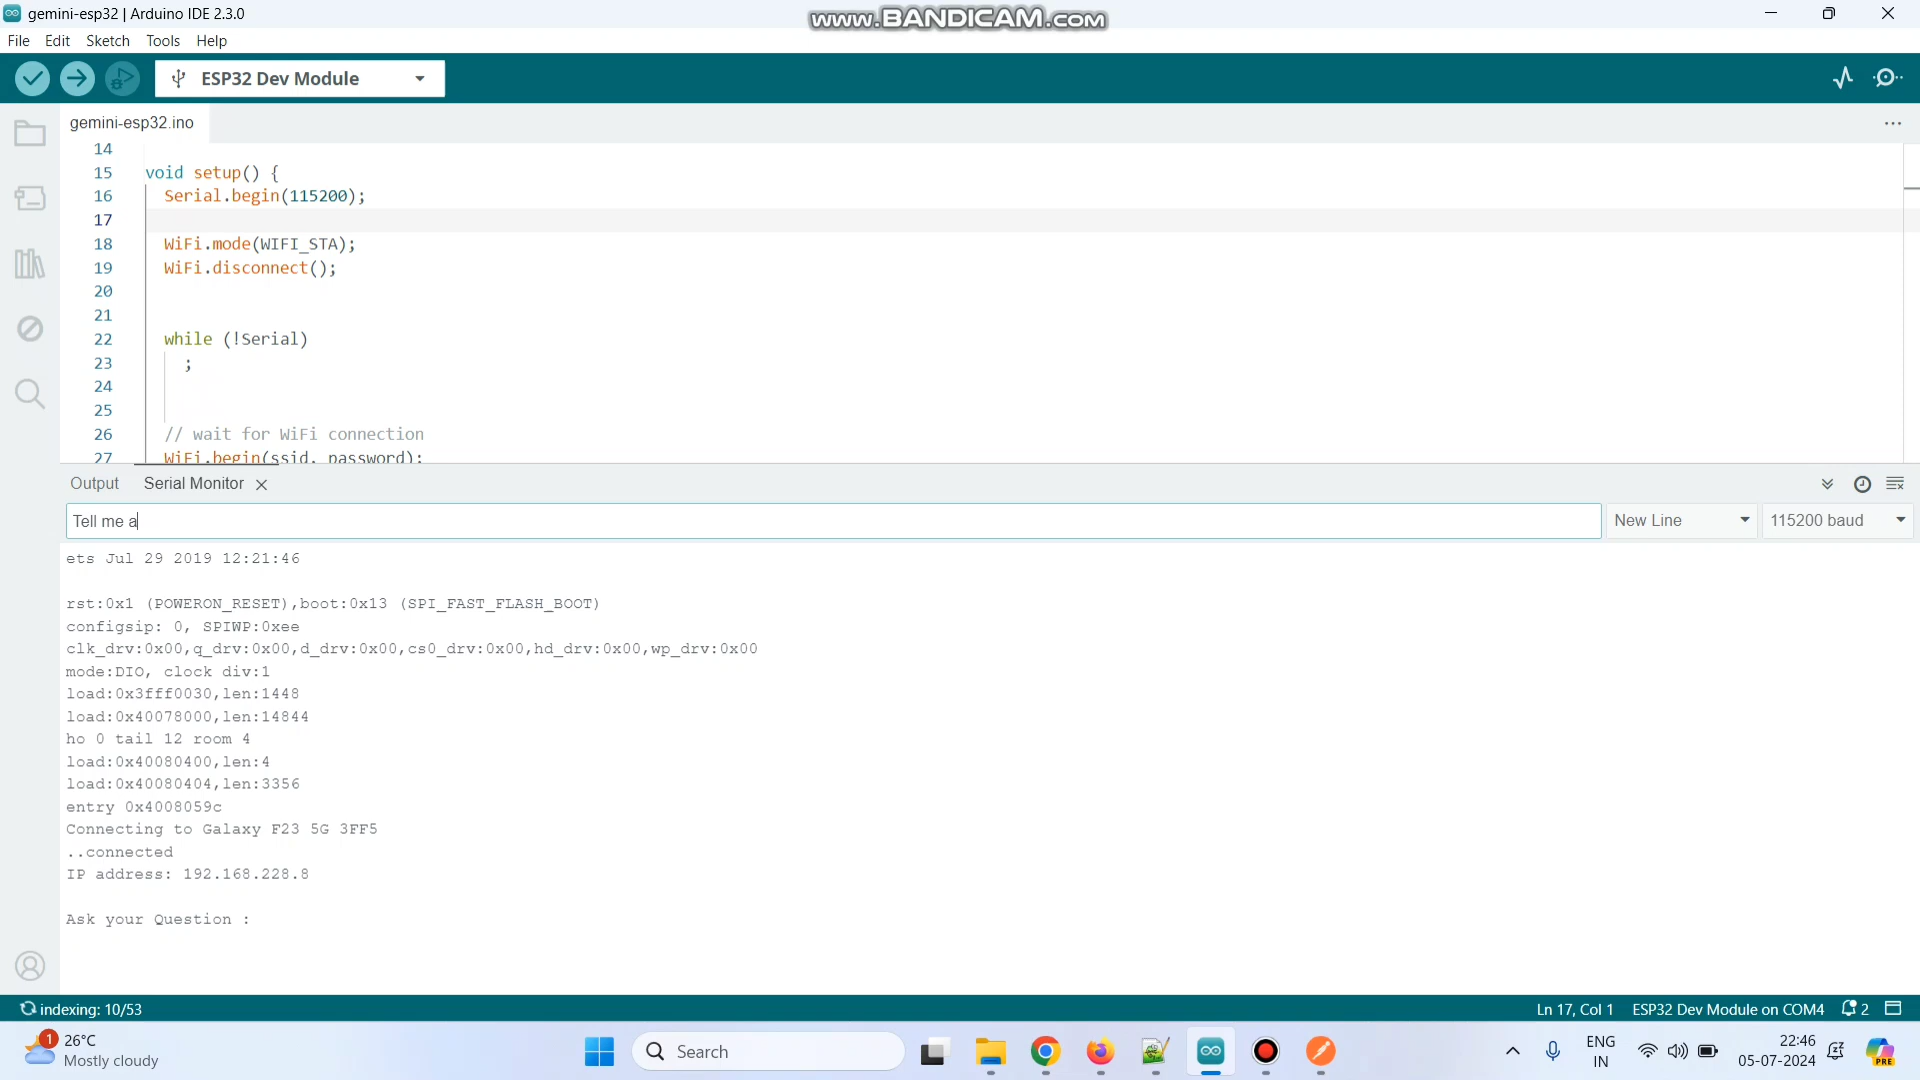 gemini-esp32 | Arduino IDE 2.3.0
www.BANDICAM.com
File Edit Sketch Tools Help
ESP32 Dev Module
gemini-esp32.ino
14
15 void setup() {
16 Serial.begin(115200);
17
18 WiFi.mode(WIFI_STA);
19 WiFi.disconnect();
20
21
22 while (!Serial)
23 ;
24
25
26 // wait for WiFi connection
27 WiFi.begin(ssid, password);
Output Serial Monitor
Tell me a
New Line 115200 baud
ets Jul 29 2019 12:21:46
rst:0x1 (POWERON_RESET),boot:0x13 (SPI_FAST_FLASH_BOOT)
configsip: 0, SPIWP:0xee
clk_drv:0x00,q_drv:0x00,d_drv:0x00,cs0_drv:0x00,hd_drv:0x00,wp_drv:0x00
mode:DIO, clock div:1
load:0x3fff0030,len:1448
load:0x40078000,len:14844
ho 0 tail 12 room 4
load:0x40080400,len:4
load:0x40080404,len:3356
entry 0x4008059c
Connecting to Galaxy F23 5G 3FF5
..connected
IP address: 192.168.228.8
Ask your Question :
indexing: 10/53
Ln 17, Col 1 ESP32 Dev Module on COM4 2
1
26°C
Mostly cloudy
Search
ENG
IN
22:46
05-07-2024
PRE